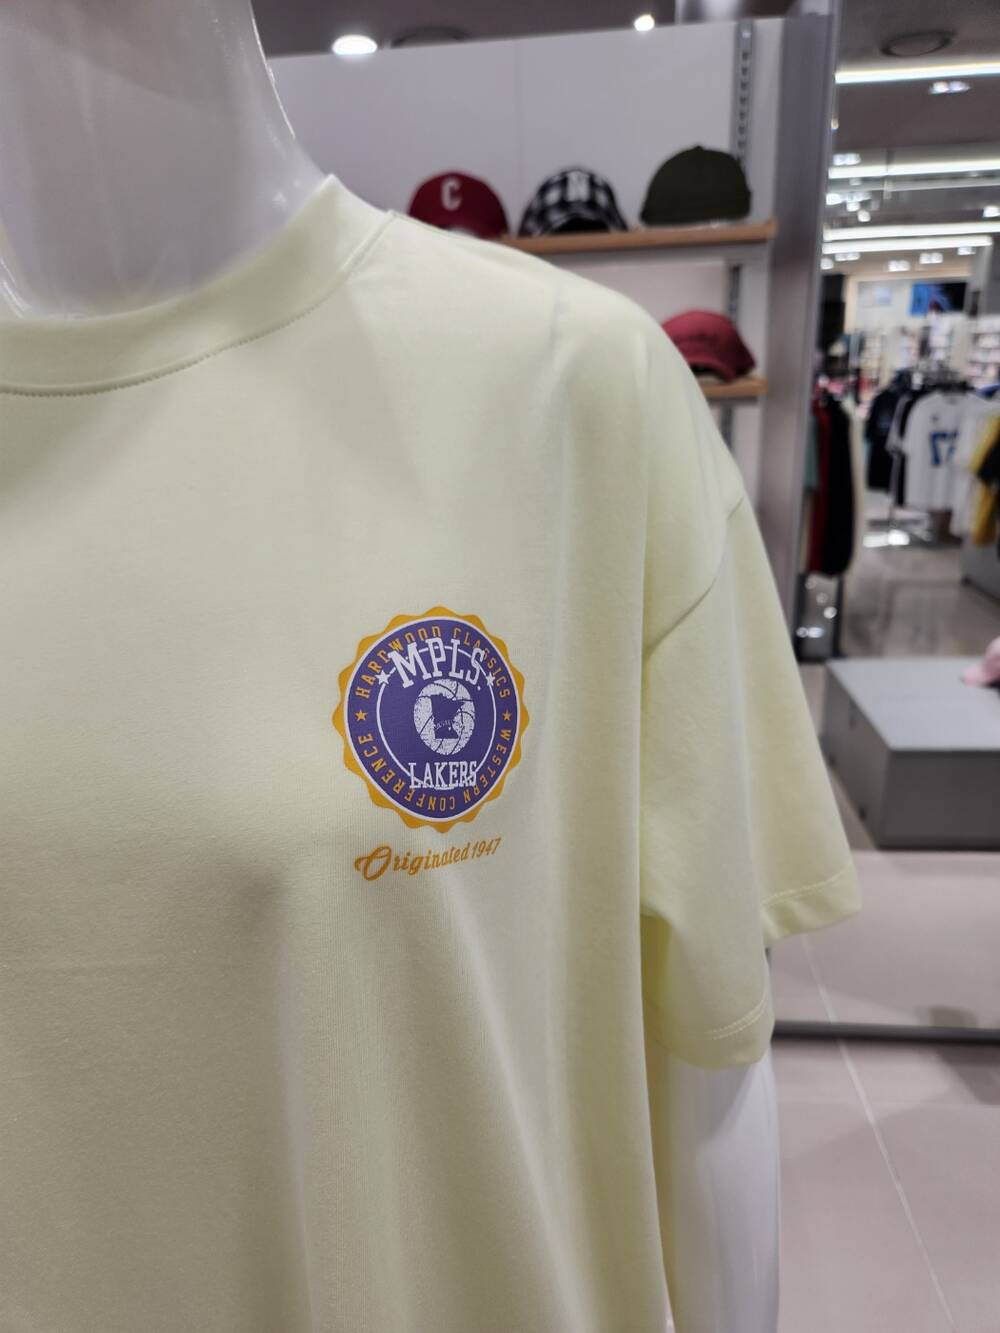 C
N
HARDWOOD CLASSICS
MPLS.
LAKERS
WESTERN CONFERENCE
Originated 1947